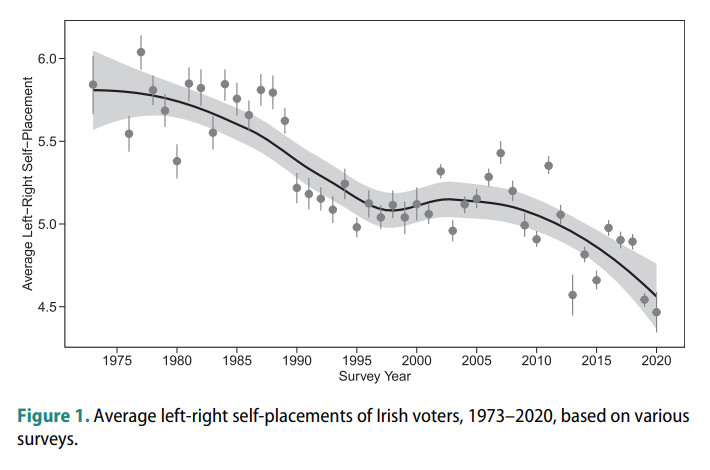 6.0
5.5
5.0
4.5
Average Left−Right Self−Placement
1975 1980 1985 1990 1995 2000 2005 2010 2015 2020
Survey Year
Figure 1. Average left-right self-placements of Irish voters, 1973–2020, based on various
surveys.